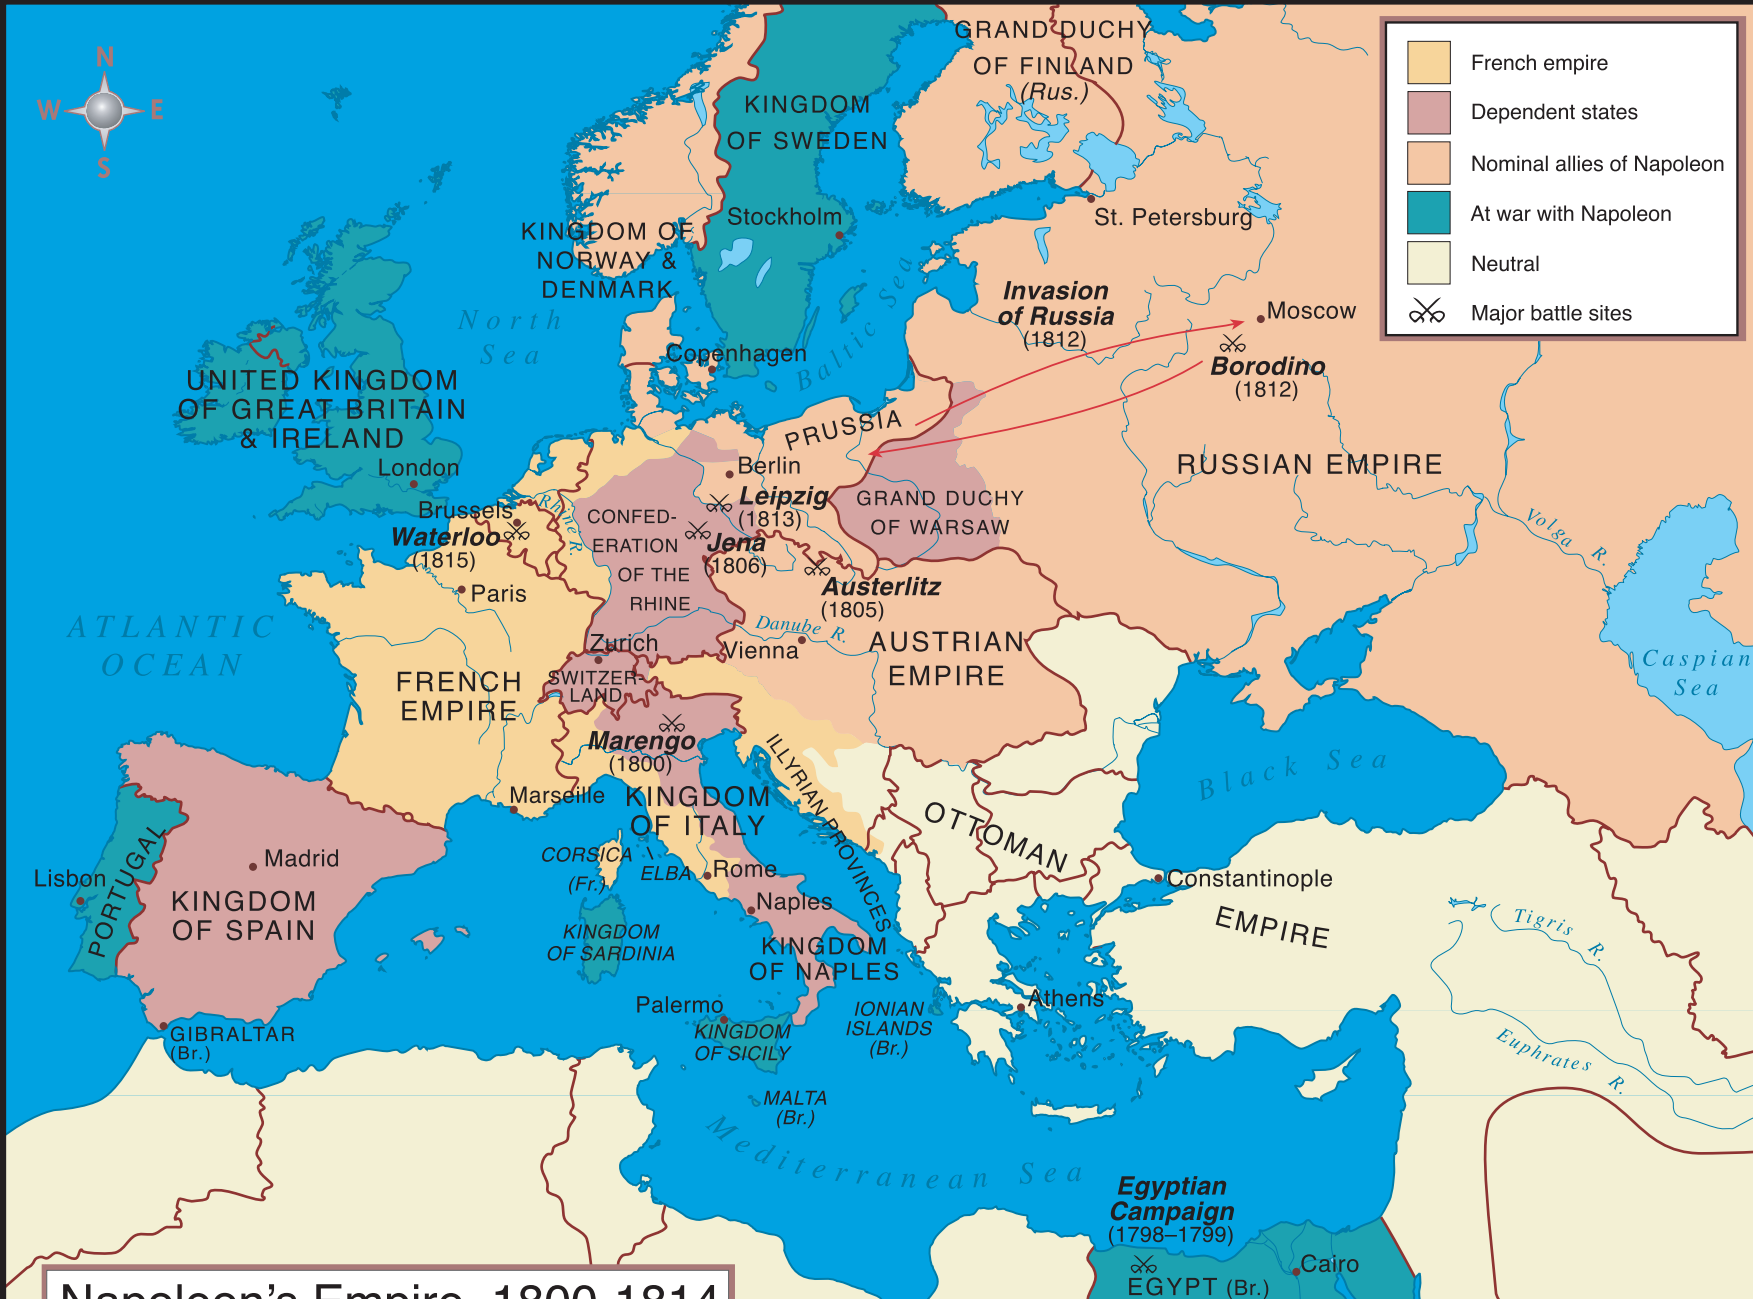 N
W
E
S
French empire
Dependent states
Nominal allies of Napoleon
At war with Napoleon
Neutral
Major battle sites
GRAND DUCHY
OF FINLAND
(Rus.)
KINGDOM
OF SWEDEN
Stockholm
St. Petersburg
KINGDOM OF
NORWAY &
DENMARK
North
Sea
Baltic Sea
Copenhagen
Invasion
of Russia
(1812)
Moscow
Borodino
(1812)
UNITED KINGDOM
OF GREAT BRITAIN
& IRELAND
London
PRUSSIA
Berlin
Leipzig
(1813)
GRAND DUCHY
OF WARSAW
RUSSIAN EMPIRE
Volga R.
Brussels
Waterloo
(1815)
Rhine R.
CONFED-
ERATION
OF THE
RHINE
Jena
(1806)
Austerlitz
(1805)
Paris
ATLANTIC
OCEAN
Danube R.
Zurich
Vienna
AUSTRIAN
EMPIRE
SWITZER-
LAND
FRENCH
EMPIRE
Caspian
Sea
Marengo
(1800)
ILLYRIAN PROVINCES
Black Sea
Marseille
KINGDOM
OF ITALY
OTTOMAN
EMPIRE
PORTUGAL
Lisbon
Madrid
KINGDOM
OF SPAIN
CORSICA
(Fr.)
ELBA
Rome
Constantinople
Naples
KINGDOM
OF SARDINIA
KINGDOM
OF NAPLES
Tigris R.
Euphrates R.
Palermo
KINGDOM
OF SICILY
IONIAN
ISLANDS
(Br.)
Athens
GIBRALTAR
(Br.)
MALTA
(Br.)
Mediterranean Sea
Egyptian
Campaign
(1798–1799)
Cairo
EGYPT (Br.)
Napoleon's Empire, 1800-1814